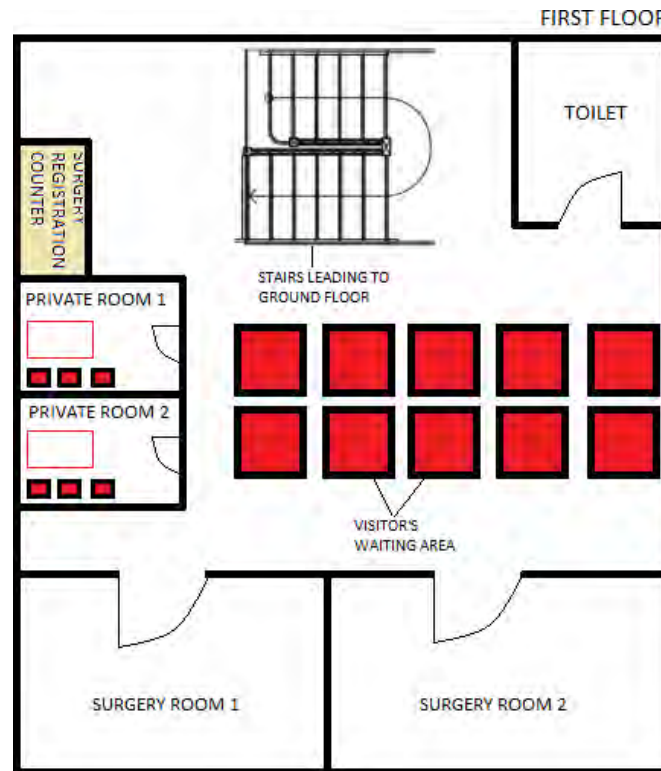 FIRST FLOOR
TOILET
SURGERY
REGISTRATION
COUNTER
STAIRS LEADING TO
GROUND FLOOR
PRIVATE ROOM 1
PRIVATE ROOM 2
VISITOR'S
WAITING AREA
SURGERY ROOM 1
SURGERY ROOM 2